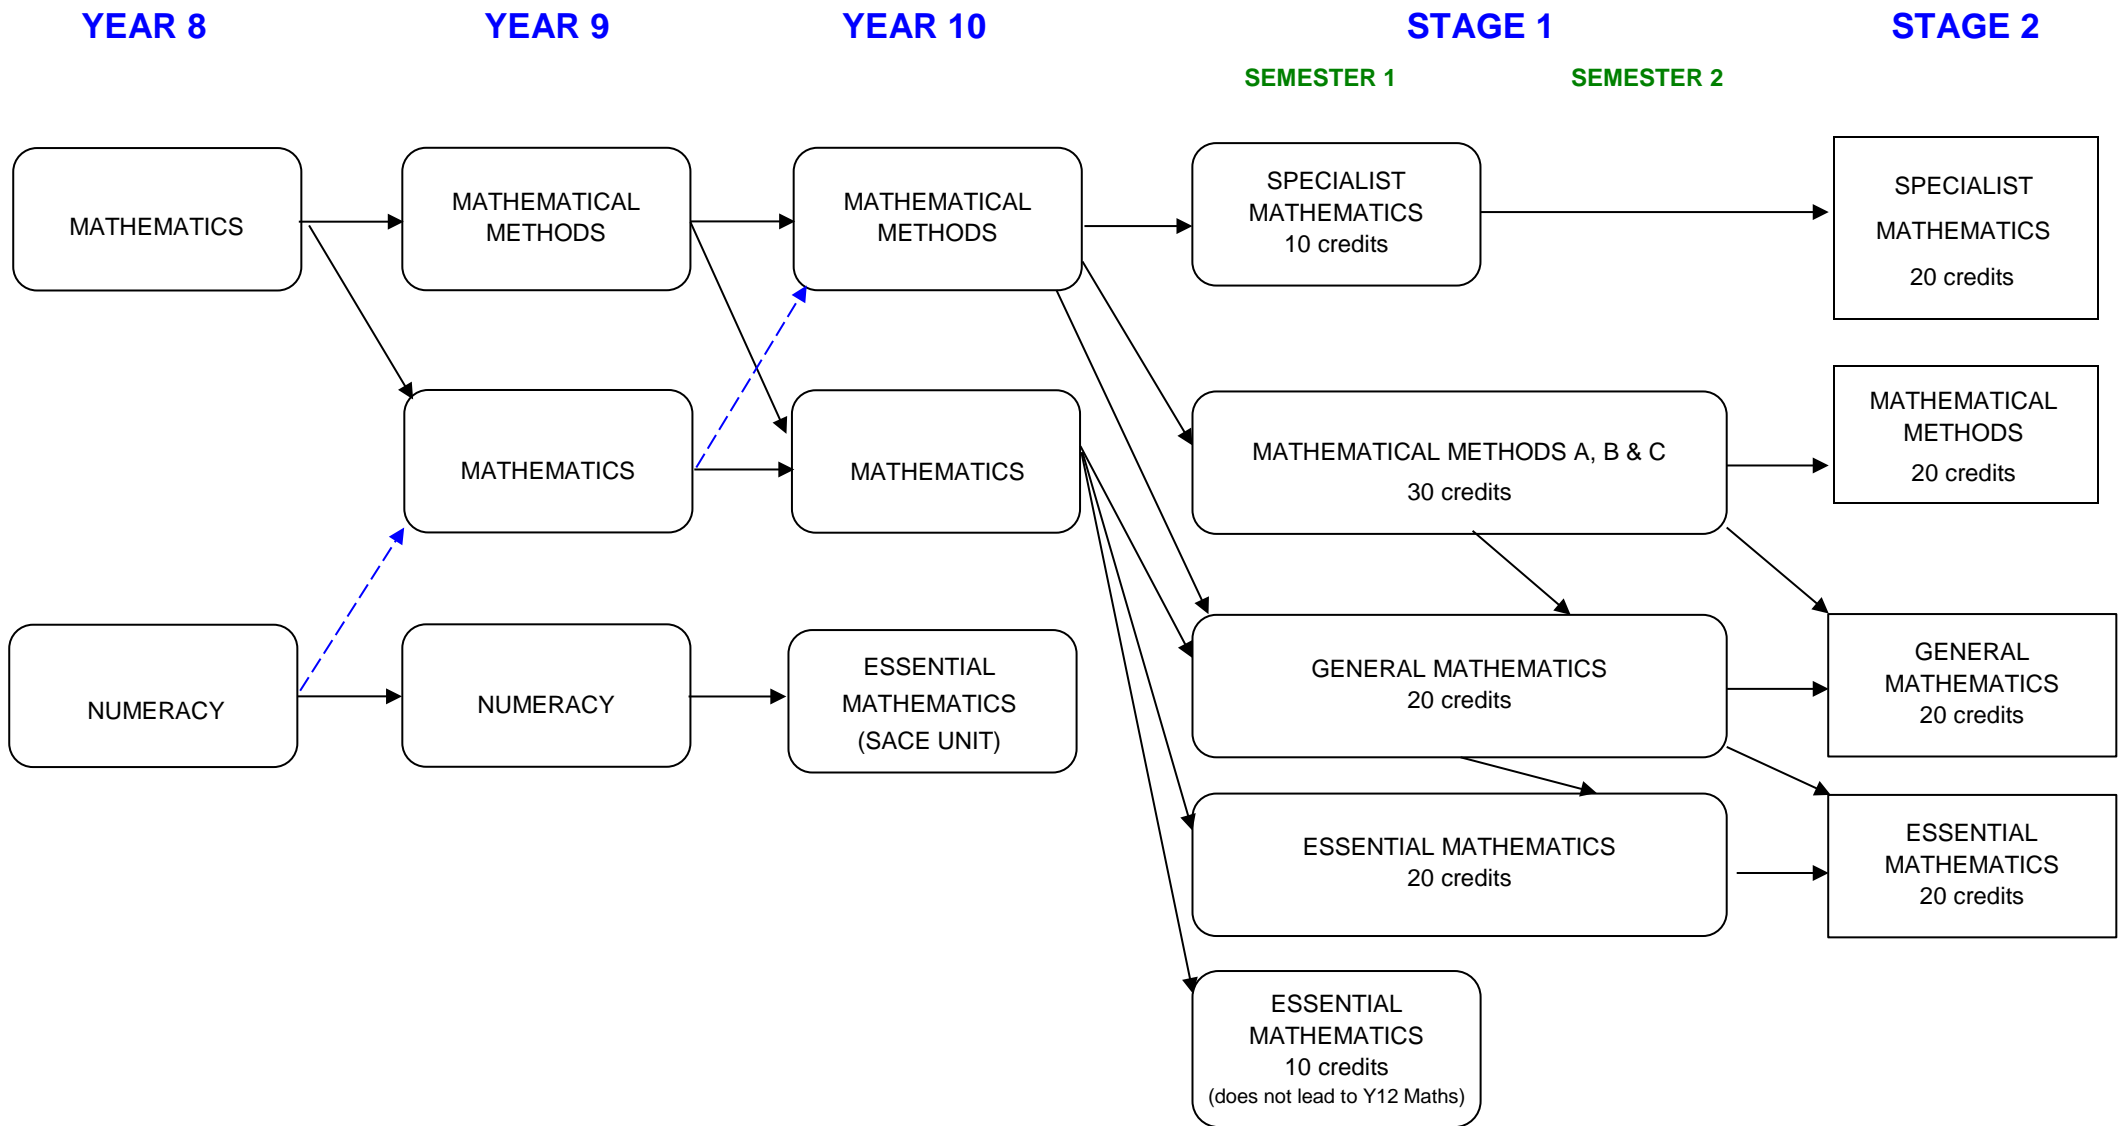 YEAR 8
YEAR 9
YEAR 10
STAGE 1
STAGE 2
SEMESTER 1
SEMESTER 2
MATHEMATICS
MATHEMATICAL
METHODS
MATHEMATICAL
METHODS
SPECIALIST
MATHEMATICS
10 credits
SPECIALIST
MATHEMATICS
20 credits
MATHEMATICS
MATHEMATICS
MATHEMATICAL METHODS A, B & C
30 credits
MATHEMATICAL
METHODS
20 credits
NUMERACY
NUMERACY
ESSENTIAL
MATHEMATICS
(SACE UNIT)
GENERAL MATHEMATICS
20 credits
GENERAL
MATHEMATICS
20 credits
ESSENTIAL MATHEMATICS
20 credits
ESSENTIAL
MATHEMATICS
20 credits
ESSENTIAL
MATHEMATICS
10 credits
(does not lead to Y12 Maths)